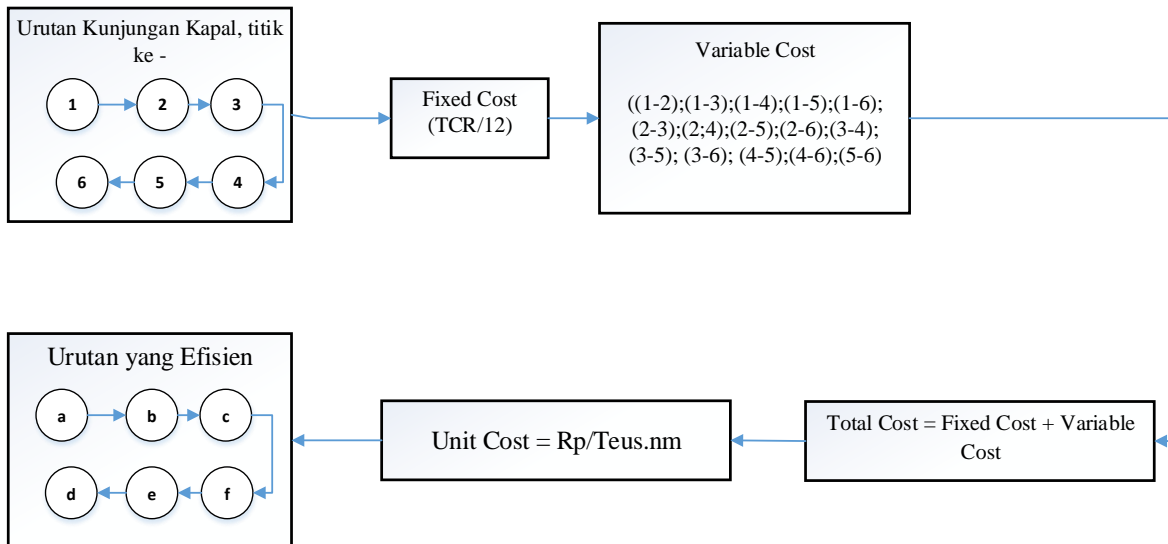 Urutan Kunjungan Kapal, titik
ke -
1 2 3
6 5 4
Fixed Cost
(TCR/12)
Variable Cost
((1-2);(1-3);(1-4);(1-5);(1-6);
(2-3);(2;4);(2-5);(2-6);(3-4);
(3-5); (3-6); (4-5);(4-6);(5-6)
Urutan yang Efisien
a b c
d e f
Unit Cost = Rp/Teus.nm
Total Cost = Fixed Cost + Variable
Cost